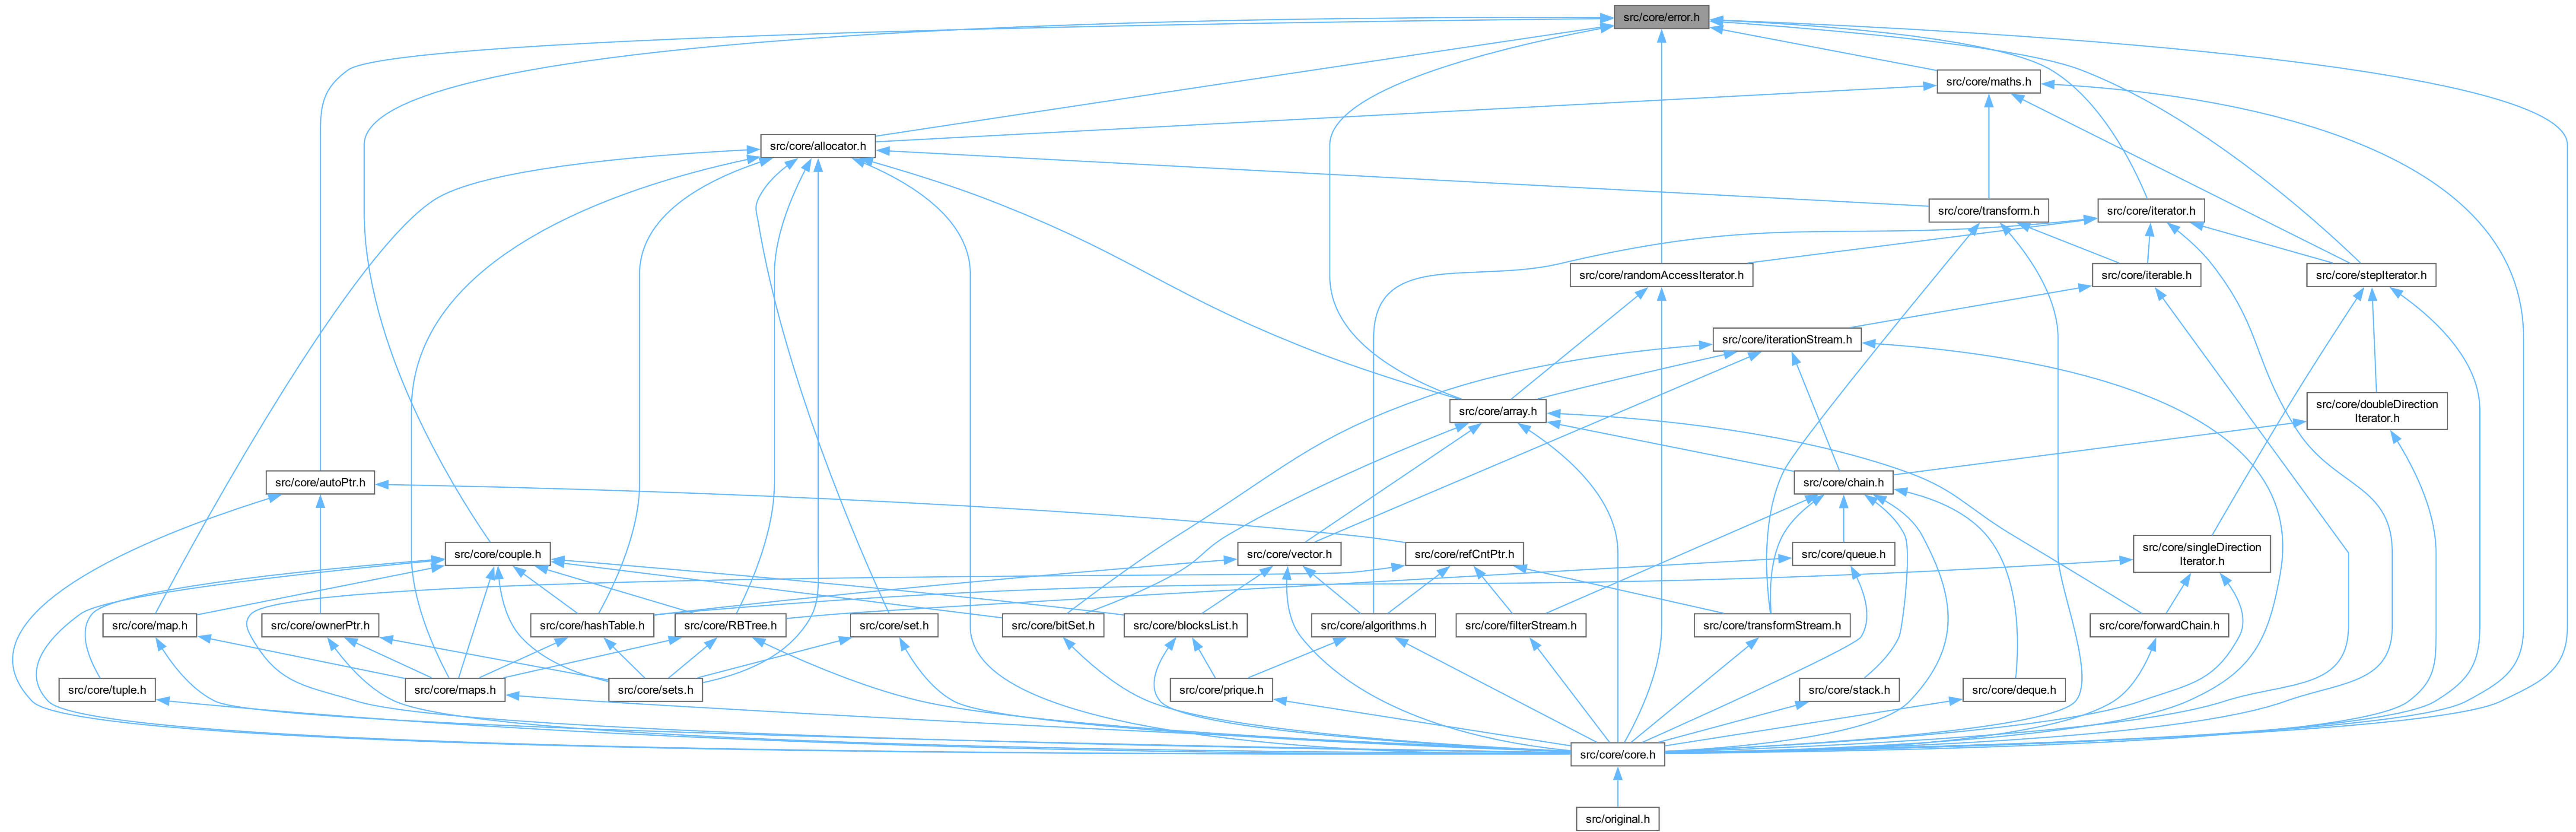 src/core/error.h
src/core/maths.h
src/core/allocator.h
src/core/transform.h
src/core/iterator.h
src/core/randomAccessIterator.h
src/core/iterable.h
src/core/stepIterator.h
src/core/iterationStream.h
src/core/array.h
src/core/doubleDirection
Iterator.h
src/core/autoPtr.h
src/core/chain.h
src/core/couple.h
src/core/vector.h
src/core/refCntPtr.h
src/core/queue.h
src/core/singleDirection
Iterator.h
src/core/map.h
src/core/ownerPtr.h
src/core/hashTable.h
src/core/RBTree.h
src/core/set.h
src/core/bitSet.h
src/core/blocksList.h
src/core/algorithms.h
src/core/filterStream.h
src/core/transformStream.h
src/core/forwardChain.h
src/core/tuple.h
src/core/maps.h
src/core/sets.h
src/core/prique.h
src/core/stack.h
src/core/deque.h
src/core/core.h
src/original.h